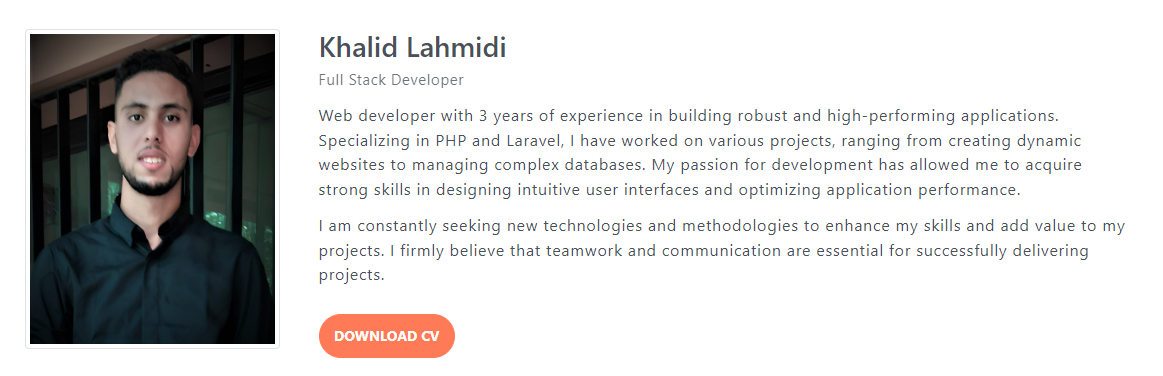 Khalid Lahmidi
Full Stack Developer
Web developer with 3 years of experience in building robust and high-performing applications.
Specializing in PHP and Laravel, I have worked on various projects, ranging from creating dynamic
websites to managing complex databases. My passion for development has allowed me to acquire
strong skills in designing intuitive user interfaces and optimizing application performance.
I am constantly seeking new technologies and methodologies to enhance my skills and add value to my
projects. I firmly believe that teamwork and communication are essential for successfully delivering
projects.
DOWNLOAD CV